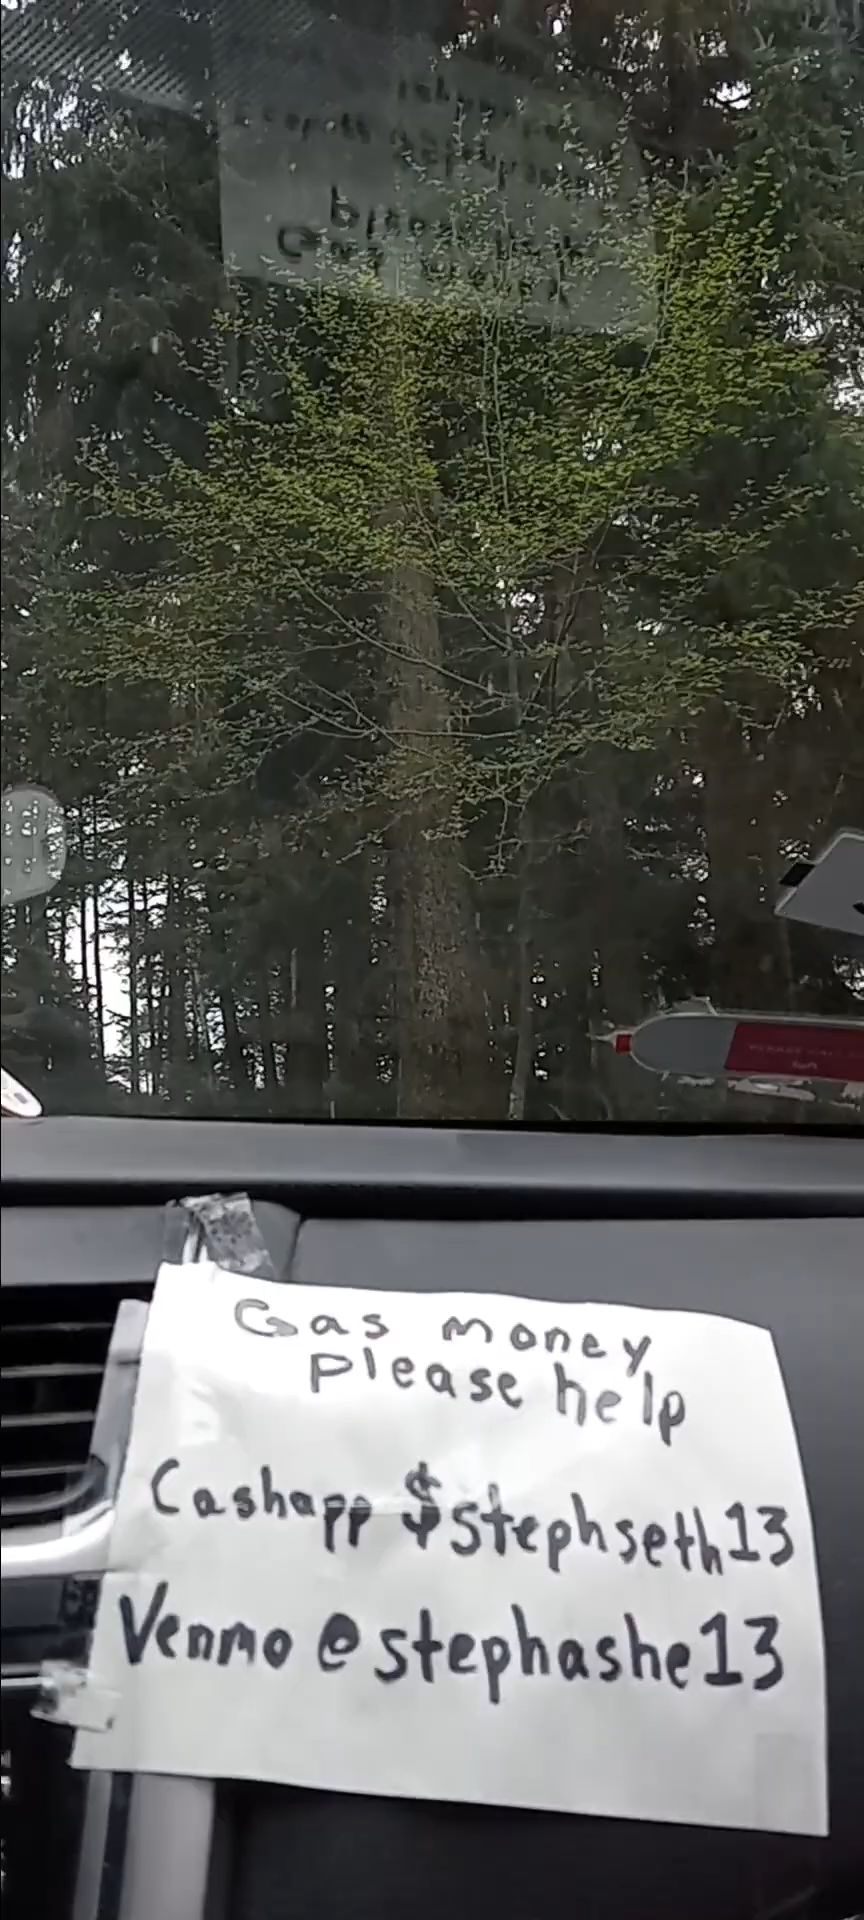 Gas money
please help
Cashapp $stephseth13
Venmo @stephashe13